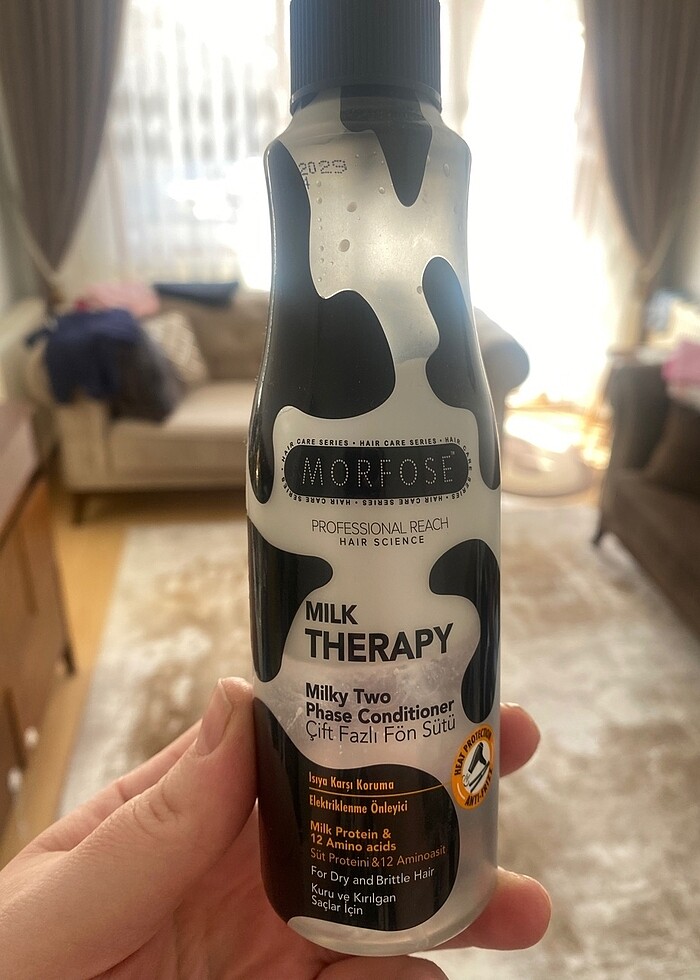 2029
HAIR CARE SERIES • HAIR CARE SERIES • HAIR CARE
MORFOSE
HAIR CARE SERIES • HAIR CARE SERIES
PROFESSIONAL REACH
HAIR SCIENCE
MILK
THERAPY
Milky Two
Phase Conditioner
Çift Fazlı Fön Sütü
HEAT PROTECTION
ANTI-FRIZZ
Isıya Karşı Koruma
Elektriklenme Önleyici
Milk Protein &
12 Amino acids
Süt Proteini & 12 Aminoasit
For Dry and Brittle Hair
Kuru ve Kırılgan
Saçlar İçin